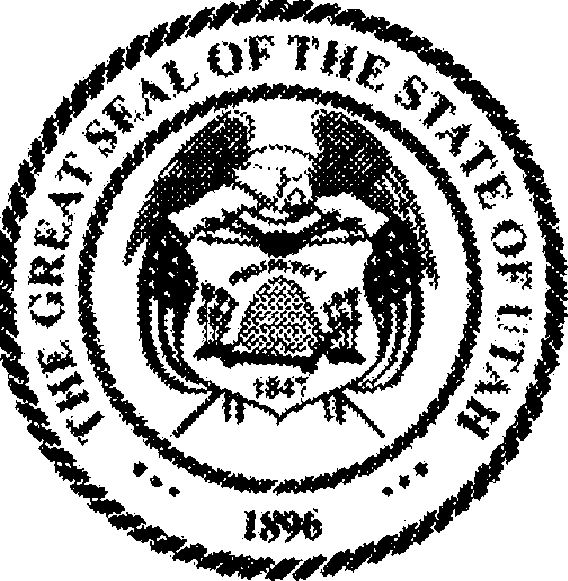 THE GREAT SEAL OF THE STATE OF UTAH
INDUSTRY
1847
1896